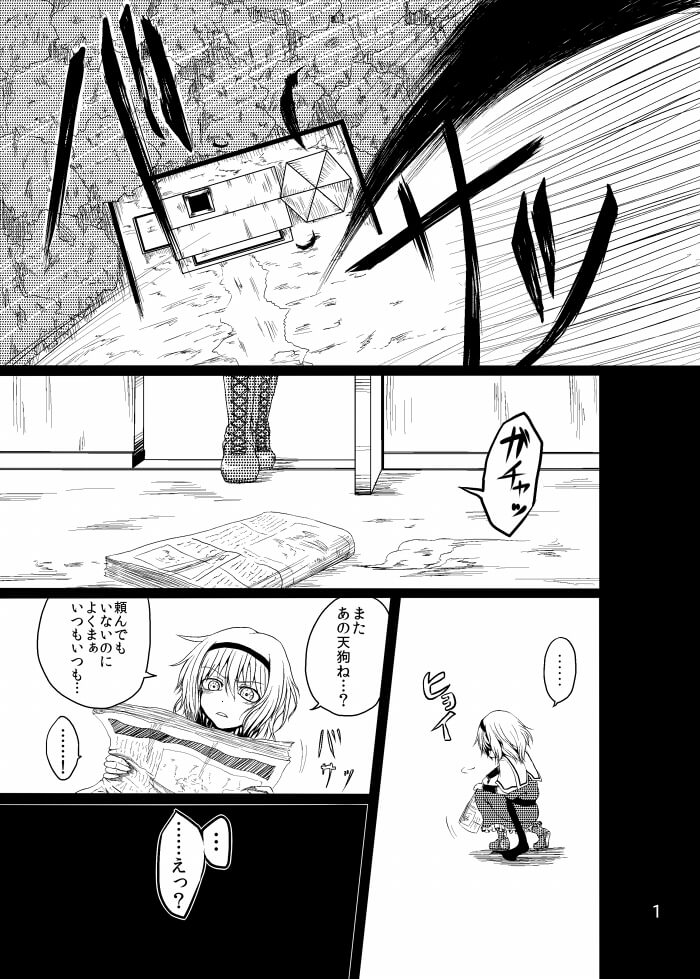 バサッ
ガチャッ
……
ヒョイ
また
あの天狗ね…?
バサッ
頼んでも
いないのに
よくまぁ
いつもいつも…
……!
…
……えっ?
1